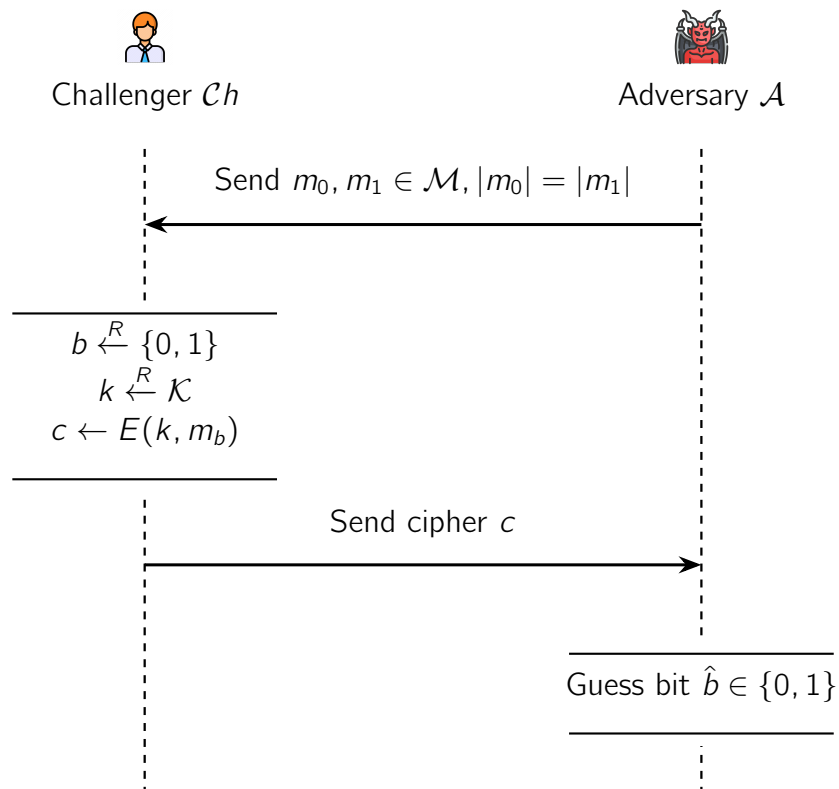 Challenger 𝒞h
Adversary 𝒜
Send m₀, m₁ ∈ ℳ, |m₀| = |m₁|
b ←ᴿ {0, 1}
k ←ᴿ 𝒦
c ← E(k, m_b)
Send cipher c
Guess bit b̂ ∈ {0, 1}